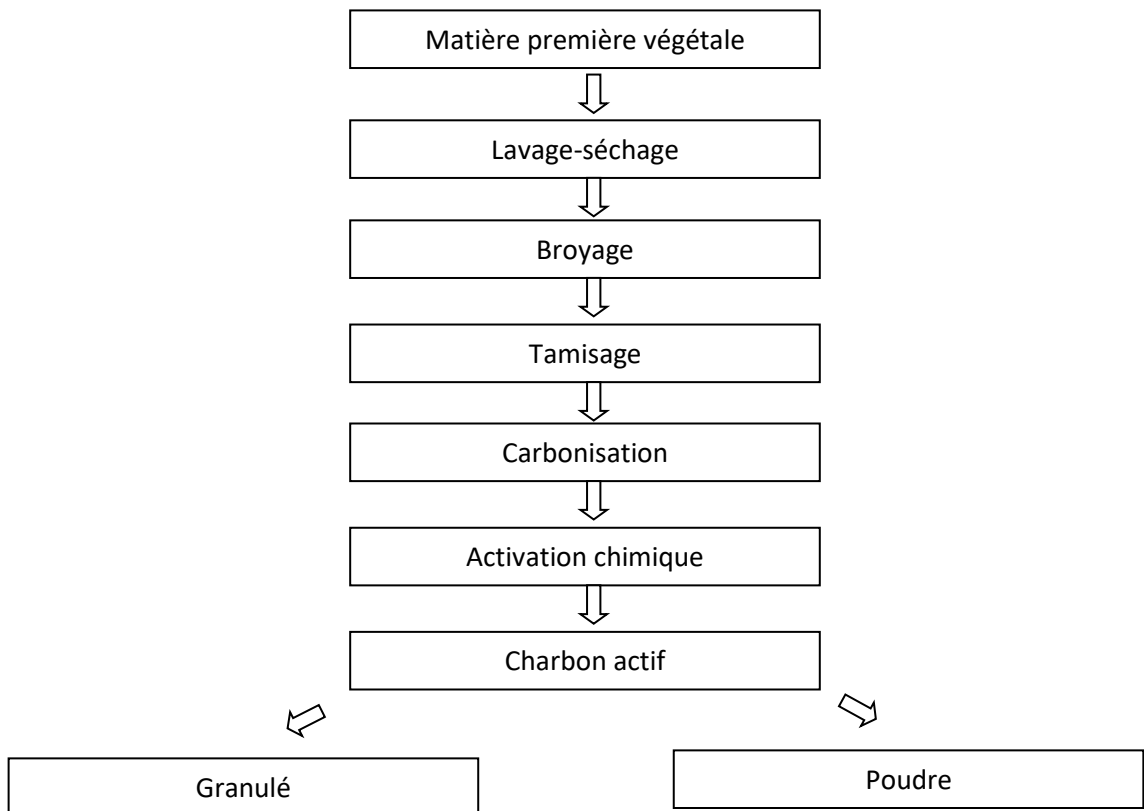 Matière première végétale
Lavage-séchage
Broyage
Tamisage
Carbonisation
Activation chimique
Charbon actif
Granulé
Poudre